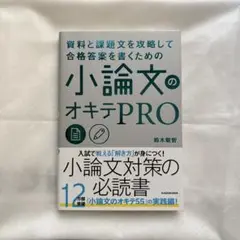 資料と課題文を攻略して
合格答案を書くための
小論文の
オキテPRO
鈴木鋭智
入試で使える「解き方」が身につく!
小論文対策の
必読書
12
「小論文のオキテ55」の実践編!
KADOKAWA